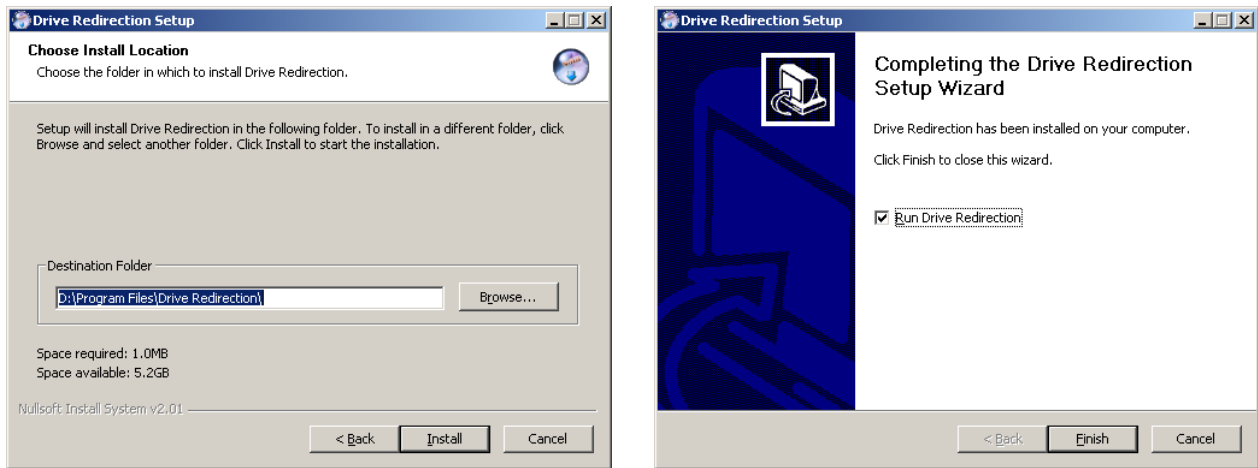 Drive Redirection Setup
Choose Install Location
Choose the folder in which to install Drive Redirection.
Setup will install Drive Redirection in the following folder. To install in a different folder, click
Browse and select another folder. Click Install to start the installation.
Destination Folder
D:\Program Files\Drive Redirection\
Browse...
Space required: 1.0MB
Space available: 5.2GB
Nullsoft Install System v2.01
< Back
Install
Cancel
Drive Redirection Setup
Completing the Drive Redirection
Setup Wizard
Drive Redirection has been installed on your computer.
Click Finish to close this wizard.
Run Drive Redirection
< Back
Finish
Cancel